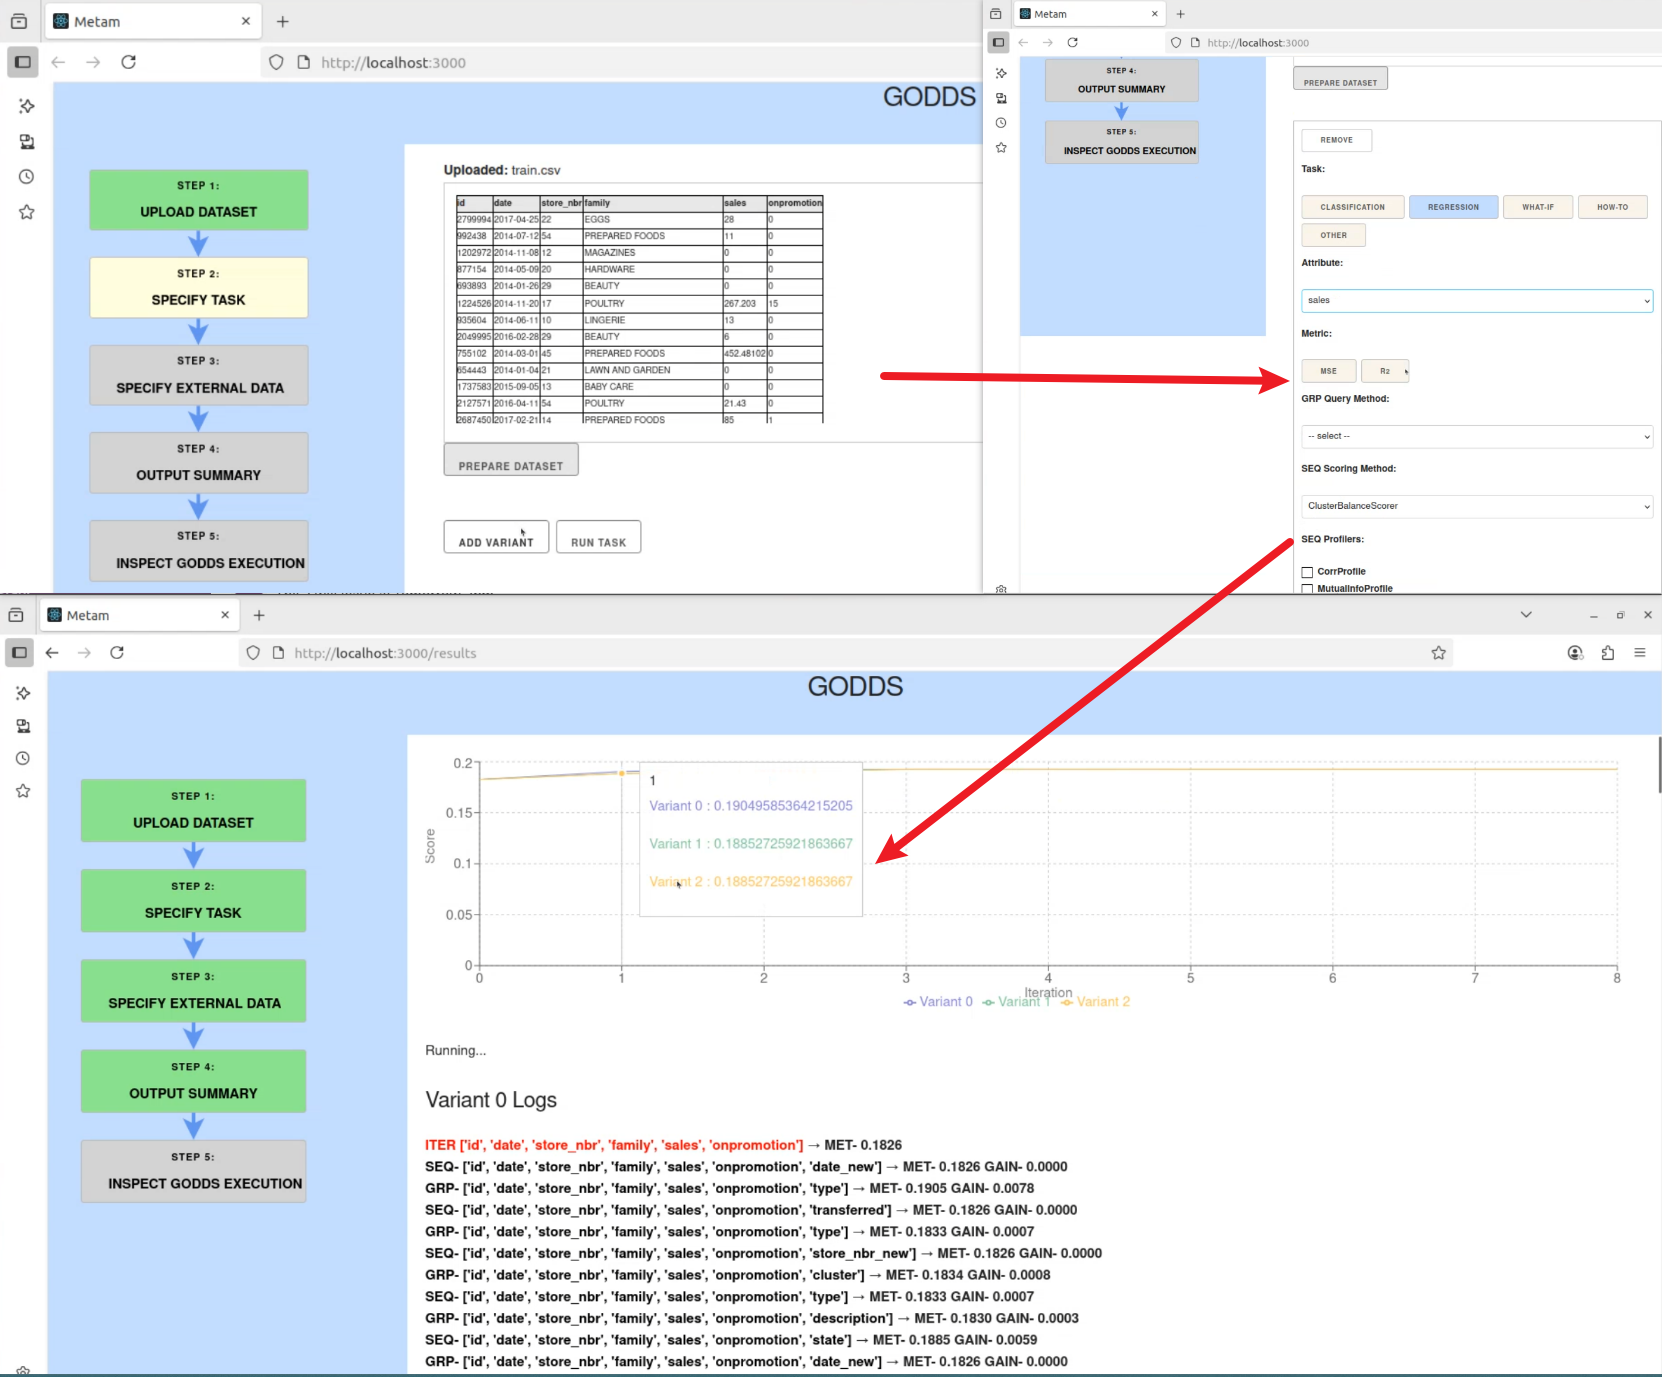 Metam
http://localhost:3000
GODDS
STEP 1:
UPLOAD DATASET
STEP 2:
SPECIFY TASK
STEP 3:
SPECIFY EXTERNAL DATA
STEP 4:
OUTPUT SUMMARY
STEP 5:
INSPECT GODDS EXECUTION
Uploaded: train.csv
id date store_nbr family sales onpromotion
2799994 2017-04-25 22 EGGS 28 0
992438 2014-07-12 54 PREPARED FOODS 11 0
1202972 2014-11-08 12 MAGAZINES 0 0
877154 2014-05-09 20 HARDWARE 0 0
693893 2014-01-26 29 BEAUTY 0 0
1224526 2014-11-20 17 POULTRY 267.203 15
935604 2014-06-11 10 LINGERIE 13 0
2049995 2016-02-28 29 BEAUTY 6 0
755102 2014-03-01 45 PREPARED FOODS 452.48102 0
654443 2014-01-04 21 LAWN AND GARDEN 0 0
1737583 2015-09-05 13 BABY CARE 0 0
2127571 2016-04-11 54 POULTRY 21.43 0
2687450 2017-02-21 14 PREPARED FOODS 85 1
PREPARE DATASET
ADD VARIANT RUN TASK
Metam
http://localhost:3000
STEP 4:
OUTPUT SUMMARY
STEP 5:
INSPECT GODDS EXECUTION
PREPARE DATASET
REMOVE
Task:
CLASSIFICATION REGRESSION WHAT-IF HOW-TO
OTHER
Attribute:
sales
Metric:
MSE R2
GRP Query Method:
-- select --
SEQ Scoring Method:
ClusterBalanceScorer
SEQ Profilers:
CorrProfile
MutualInfoProfile
Metam
http://localhost:3000/results
GODDS
STEP 1:
UPLOAD DATASET
STEP 2:
SPECIFY TASK
STEP 3:
SPECIFY EXTERNAL DATA
STEP 4:
OUTPUT SUMMARY
STEP 5:
INSPECT GODDS EXECUTION
0.2
0.15
0.1
0.05
0
Score
1
Variant 0 : 0.19049585364215205
Variant 1 : 0.18852725921863667
Variant 2 : 0.18852725921863667
0 1 2 3 4 5 6 7 8
Iteration
Variant 0 Variant 1 Variant 2
Running...
Variant 0 Logs
ITER ['id', 'date', 'store_nbr', 'family', 'sales', 'onpromotion'] → MET- 0.1826
SEQ- ['id', 'date', 'store_nbr', 'family', 'sales', 'onpromotion', 'date_new'] → MET- 0.1826 GAIN- 0.0000
GRP- ['id', 'date', 'store_nbr', 'family', 'sales', 'onpromotion', 'type'] → MET- 0.1905 GAIN- 0.0078
SEQ- ['id', 'date', 'store_nbr', 'family', 'sales', 'onpromotion', 'transferred'] → MET- 0.1826 GAIN- 0.0000
GRP- ['id', 'date', 'store_nbr', 'family', 'sales', 'onpromotion', 'type'] → MET- 0.1833 GAIN- 0.0007
SEQ- ['id', 'date', 'store_nbr', 'family', 'sales', 'onpromotion', 'store_nbr_new'] → MET- 0.1826 GAIN- 0.0000
GRP- ['id', 'date', 'store_nbr', 'family', 'sales', 'onpromotion', 'cluster'] → MET- 0.1834 GAIN- 0.0008
SEQ- ['id', 'date', 'store_nbr', 'family', 'sales', 'onpromotion', 'type'] → MET- 0.1833 GAIN- 0.0007
GRP- ['id', 'date', 'store_nbr', 'family', 'sales', 'onpromotion', 'description'] → MET- 0.1830 GAIN- 0.0003
SEQ- ['id', 'date', 'store_nbr', 'family', 'sales', 'onpromotion', 'state'] → MET- 0.1885 GAIN- 0.0059
GRP- ['id', 'date', 'store_nbr', 'family', 'sales', 'onpromotion', 'date_new'] → MET- 0.1826 GAIN- 0.0000